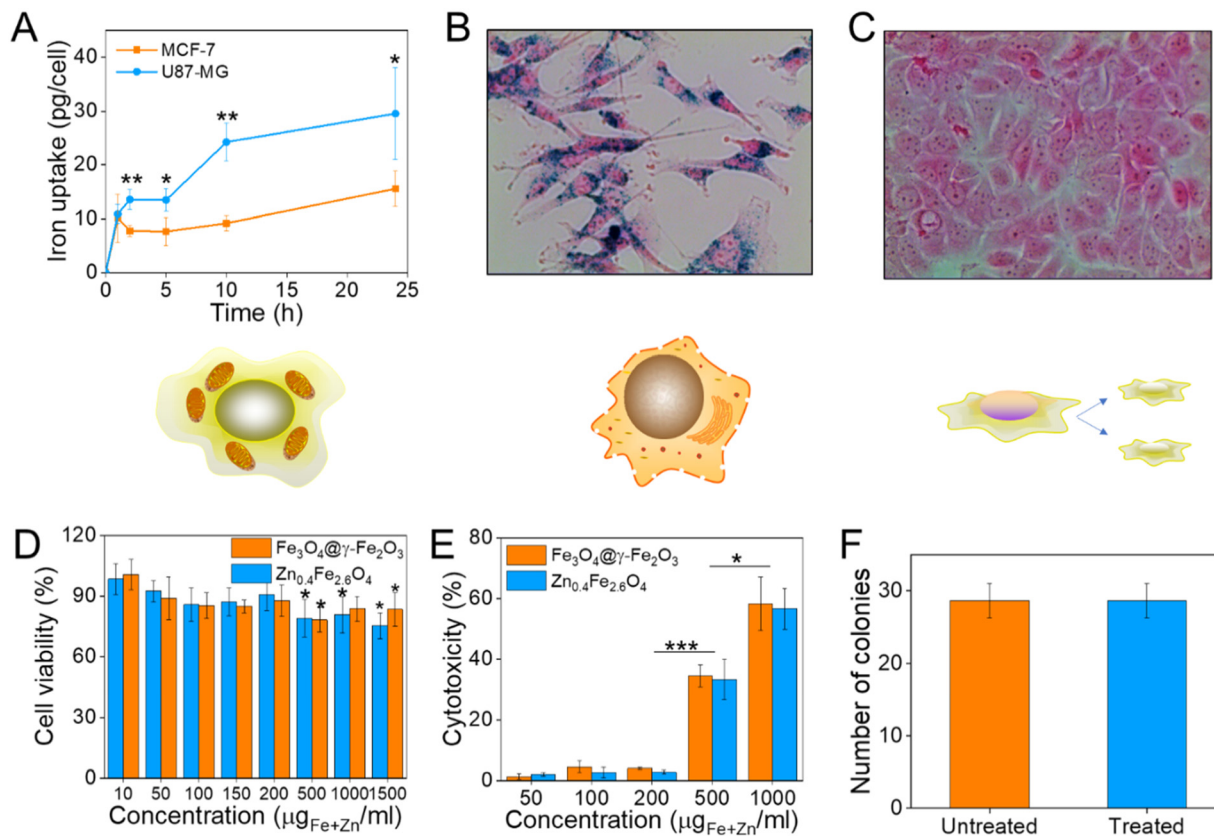 A
MCF-7
U87-MG
Iron uptake (pg/cell)
40
30
20
10
0
**
*
**
*
0
5
10
15
20
25
Time (h)
B
C
D
Fe₃O₄@γ-Fe₂O₃
Zn₀.₄Fe₂.₆O₄
Cell viability (%)
120
90
60
30
0
* * * * *
10 50 100 150 200 500 1000 1500
Concentration (μgFe+Zn/ml)
E
Fe₃O₄@γ-Fe₂O₃
Zn₀.₄Fe₂.₆O₄
Cytotoxicity (%)
80
60
40
20
0
***
*
50 100 200 500 1000
Concentration (μgFe+Zn/ml)
F
Number of colonies
30
20
10
0
Untreated Treated